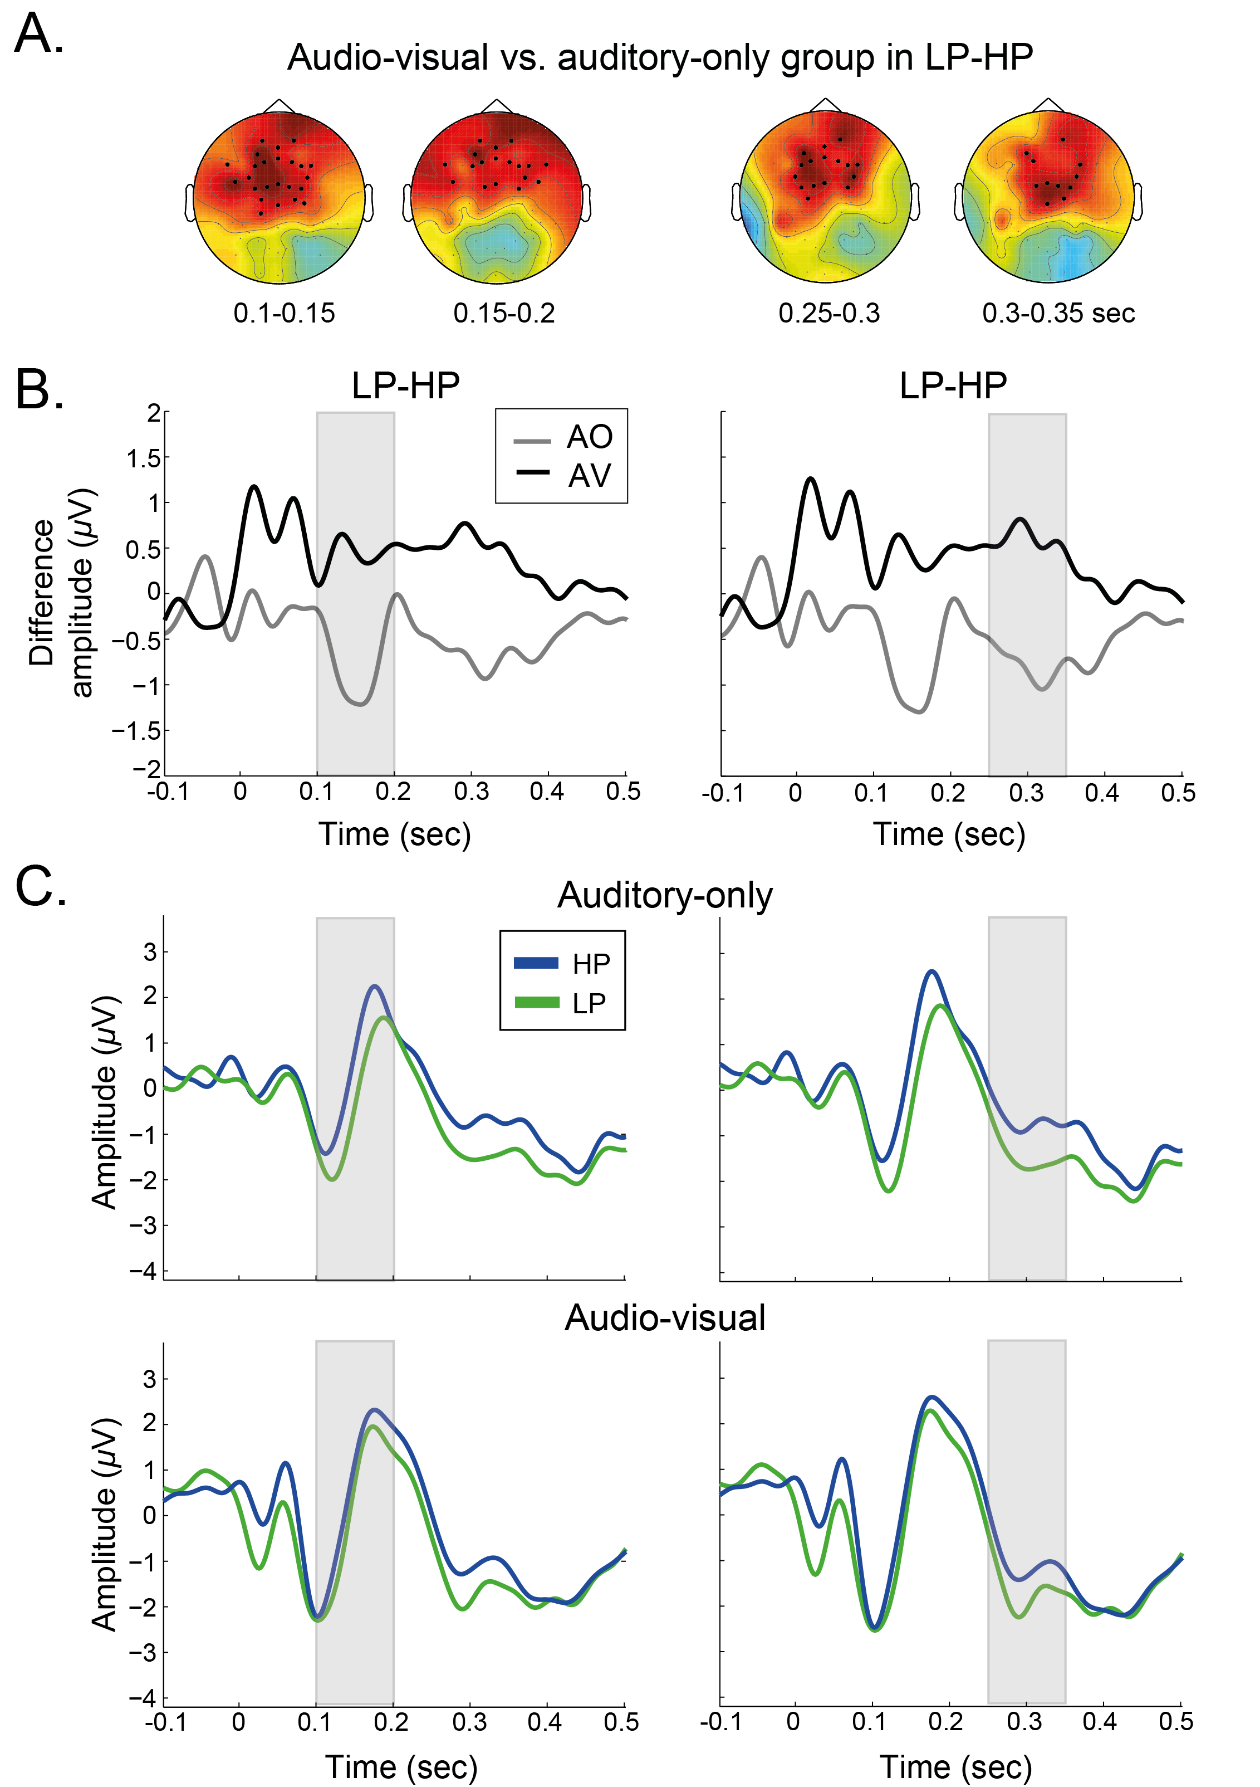 A.
Audio-visual vs. auditory-only group in LP-HP
0.1-0.15
0.15-0.2
0.25-0.3
0.3-0.35 sec
B.
LP-HP
LP-HP
2
1.5
1
0.5
0
−0.5
−1
−1.5
−2
Difference
amplitude (µV)
AO
AV
-0.1 0 0.1 0.2 0.3 0.4 0.5
-0.1 0 0.1 0.2 0.3 0.4 0.5
Time (sec)
Time (sec)
C.
Auditory-only
3
2
1
0
−1
−2
−3
−4
Amplitude (µV)
HP
LP
Audio-visual
3
2
1
0
−1
−2
−3
−4
Amplitude (µV)
-0.1 0 0.1 0.2 0.3 0.4 0.5
-0.1 0 0.1 0.2 0.3 0.4 0.5
Time (sec)
Time (sec)